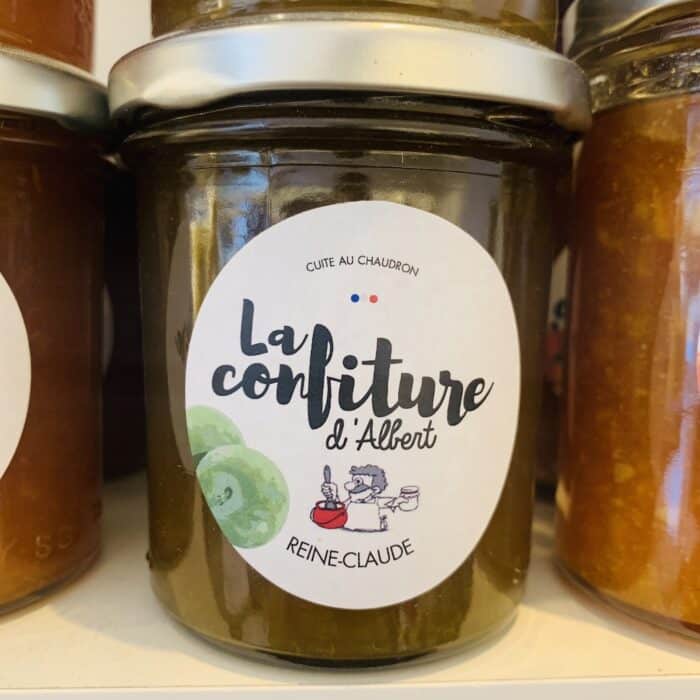 CUITE AU CHAUDRON
La
confiture
d'Albert
REINE-CLAUDE